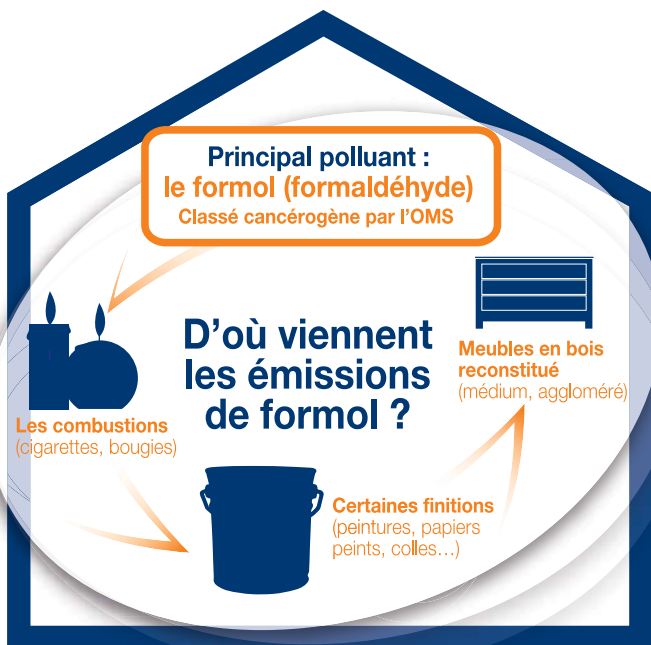 Principal polluant :
le formol (formaldéhyde)
Classé cancérogène par l'OMS
D'où viennent
les émissions
de formol ?
Les combustions
(cigarettes, bougies)
Certaines finitions
(peintures, papiers
peints, colles...)
Meubles en bois
reconstitué
(médium, aggloméré)